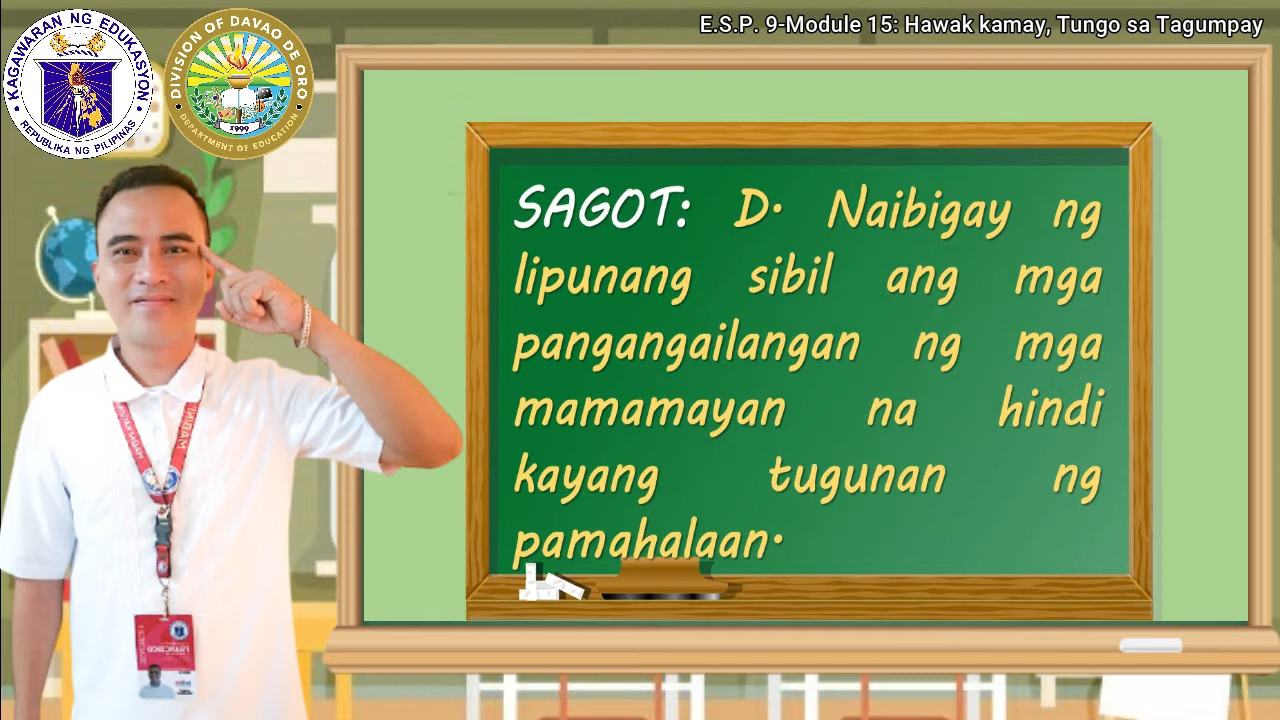 E.S.P. 9-Module 15: Hawak kamay, Tungo sa Tagumpay
KAGAWARAN NG EDUKASYON
REPUBLIKA NG PILIPINAS
DIVISION OF DAVAO DE ORO
1999
DEPARTMENT OF EDUCATION
SAGOT: D. Naibigay ng
lipunang sibil ang mga
pangangailangan ng mga
mamamayan na hindi
kayang tugunan ng
pamahalaan.